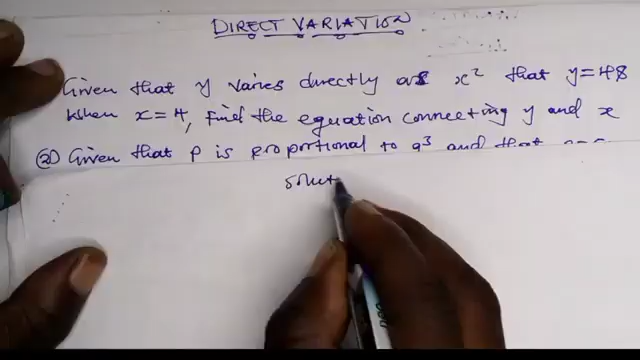 DIRECT VARIATION
Given that y varies directly as x² that y=48
When x=4, Find the equation connecting y and x
② Given that P is proportional to q³ and that
Solut